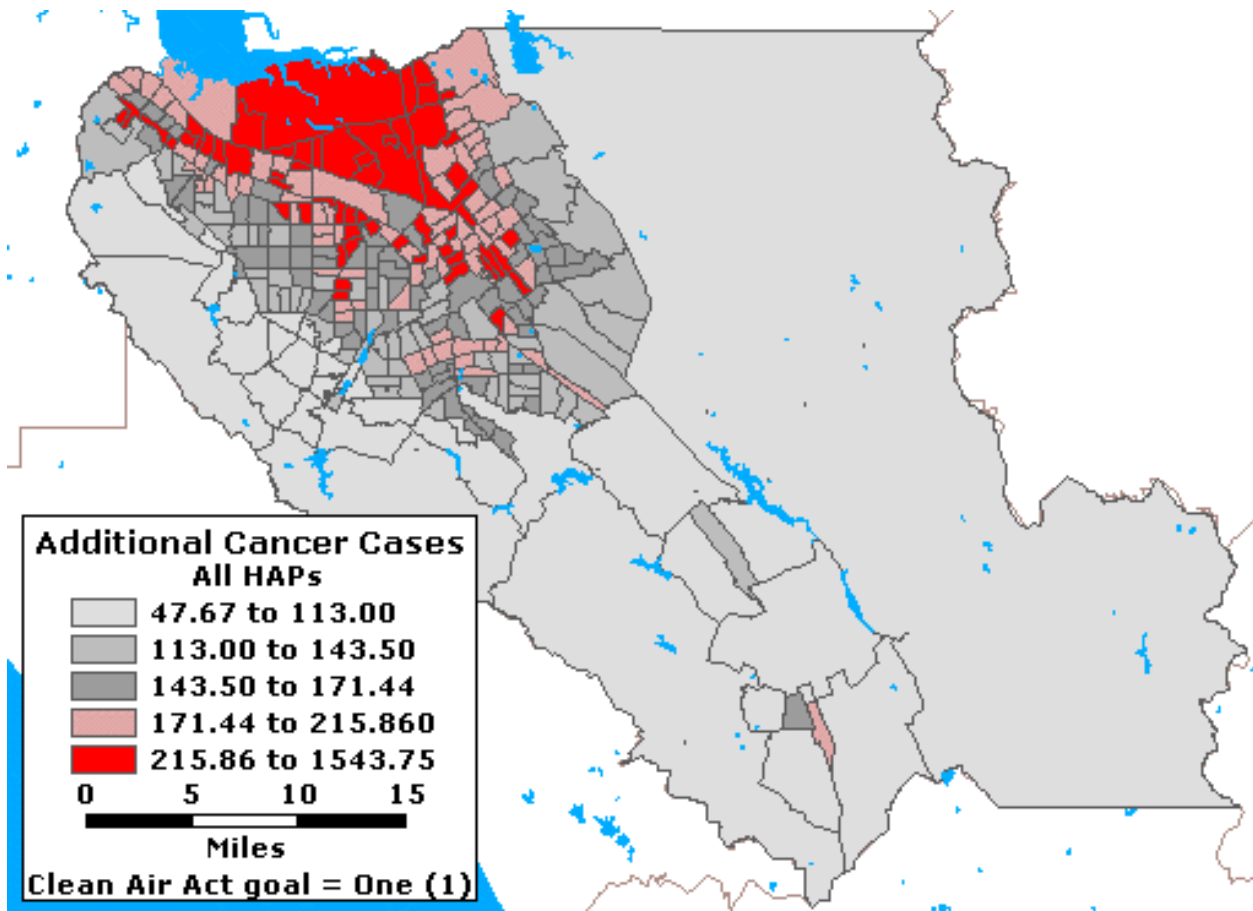 Additional Cancer Cases
All HAPs
47.67 to 113.00
113.00 to 143.50
143.50 to 171.44
171.44 to 215.860
215.86 to 1543.75
0 5 10 15
Miles
Clean Air Act goal = One (1)